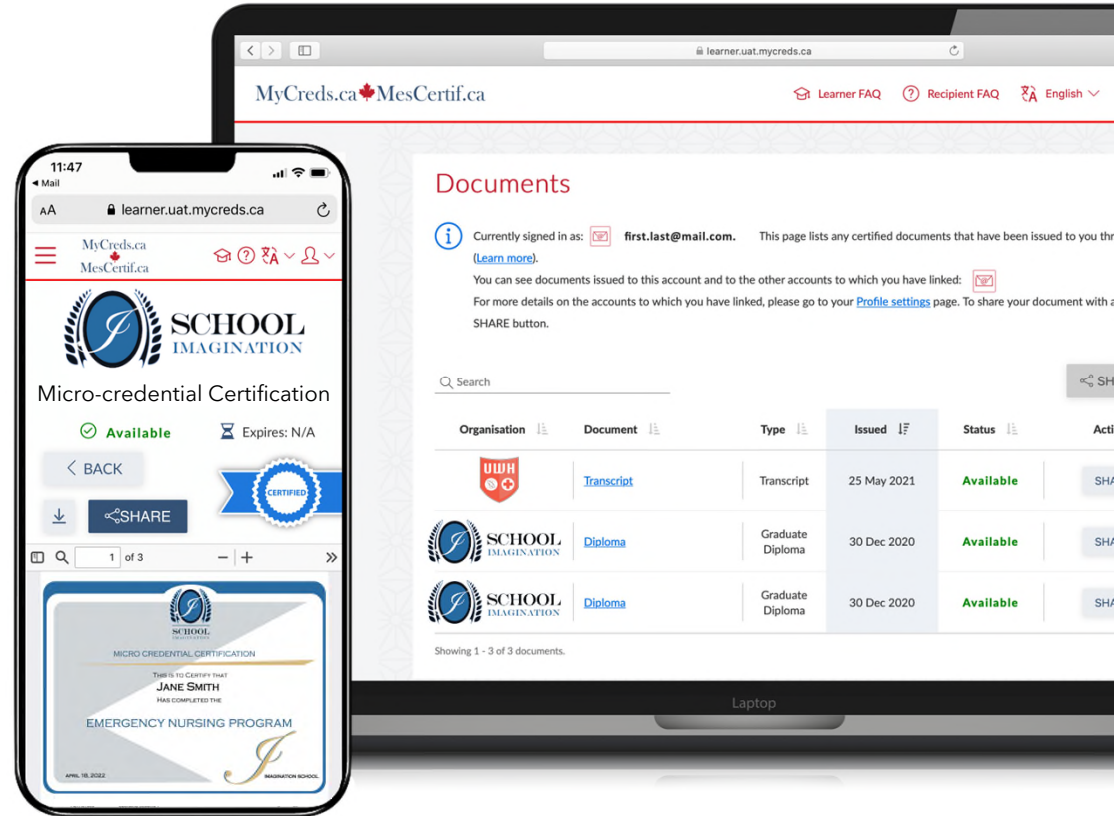 learner.uat.mycreds.ca
MyCreds.ca MesCertif.ca
Learner FAQ
Recipient FAQ
English
Documents
Currently signed in as: first.last@mail.com. This page lists any certified documents that have been issued to you thr
(Learn more).
You can see documents issued to this account and to the other accounts to which you have linked:
For more details on the accounts to which you have linked, please go to your Profile settings page. To share your document with a
SHARE button.
Search
SH
Organisation Document Type Issued Status Acti
UWH Transcript Transcript 25 May 2021 Available SHA
SCHOOL IMAGINATION Diploma Graduate Diploma 30 Dec 2020 Available SHA
SCHOOL IMAGINATION Diploma Graduate Diploma 30 Dec 2020 Available SHA
Showing 1 - 3 of 3 documents.
Laptop
11:47
Mail
AA learner.uat.mycreds.ca
MyCreds.ca
MesCertif.ca
SCHOOL
IMAGINATION
Micro-credential Certification
Available Expires: N/A
BACK
CERTIFIED
SHARE
1 of 3
SCHOOL
IMAGINATION
MICRO CREDENTIAL CERTIFICATION
THIS IS TO CERTIFY THAT
JANE SMITH
HAS COMPLETED THE
EMERGENCY NURSING PROGRAM
APRIL 18, 2022
IMAGINATION SCHOOL